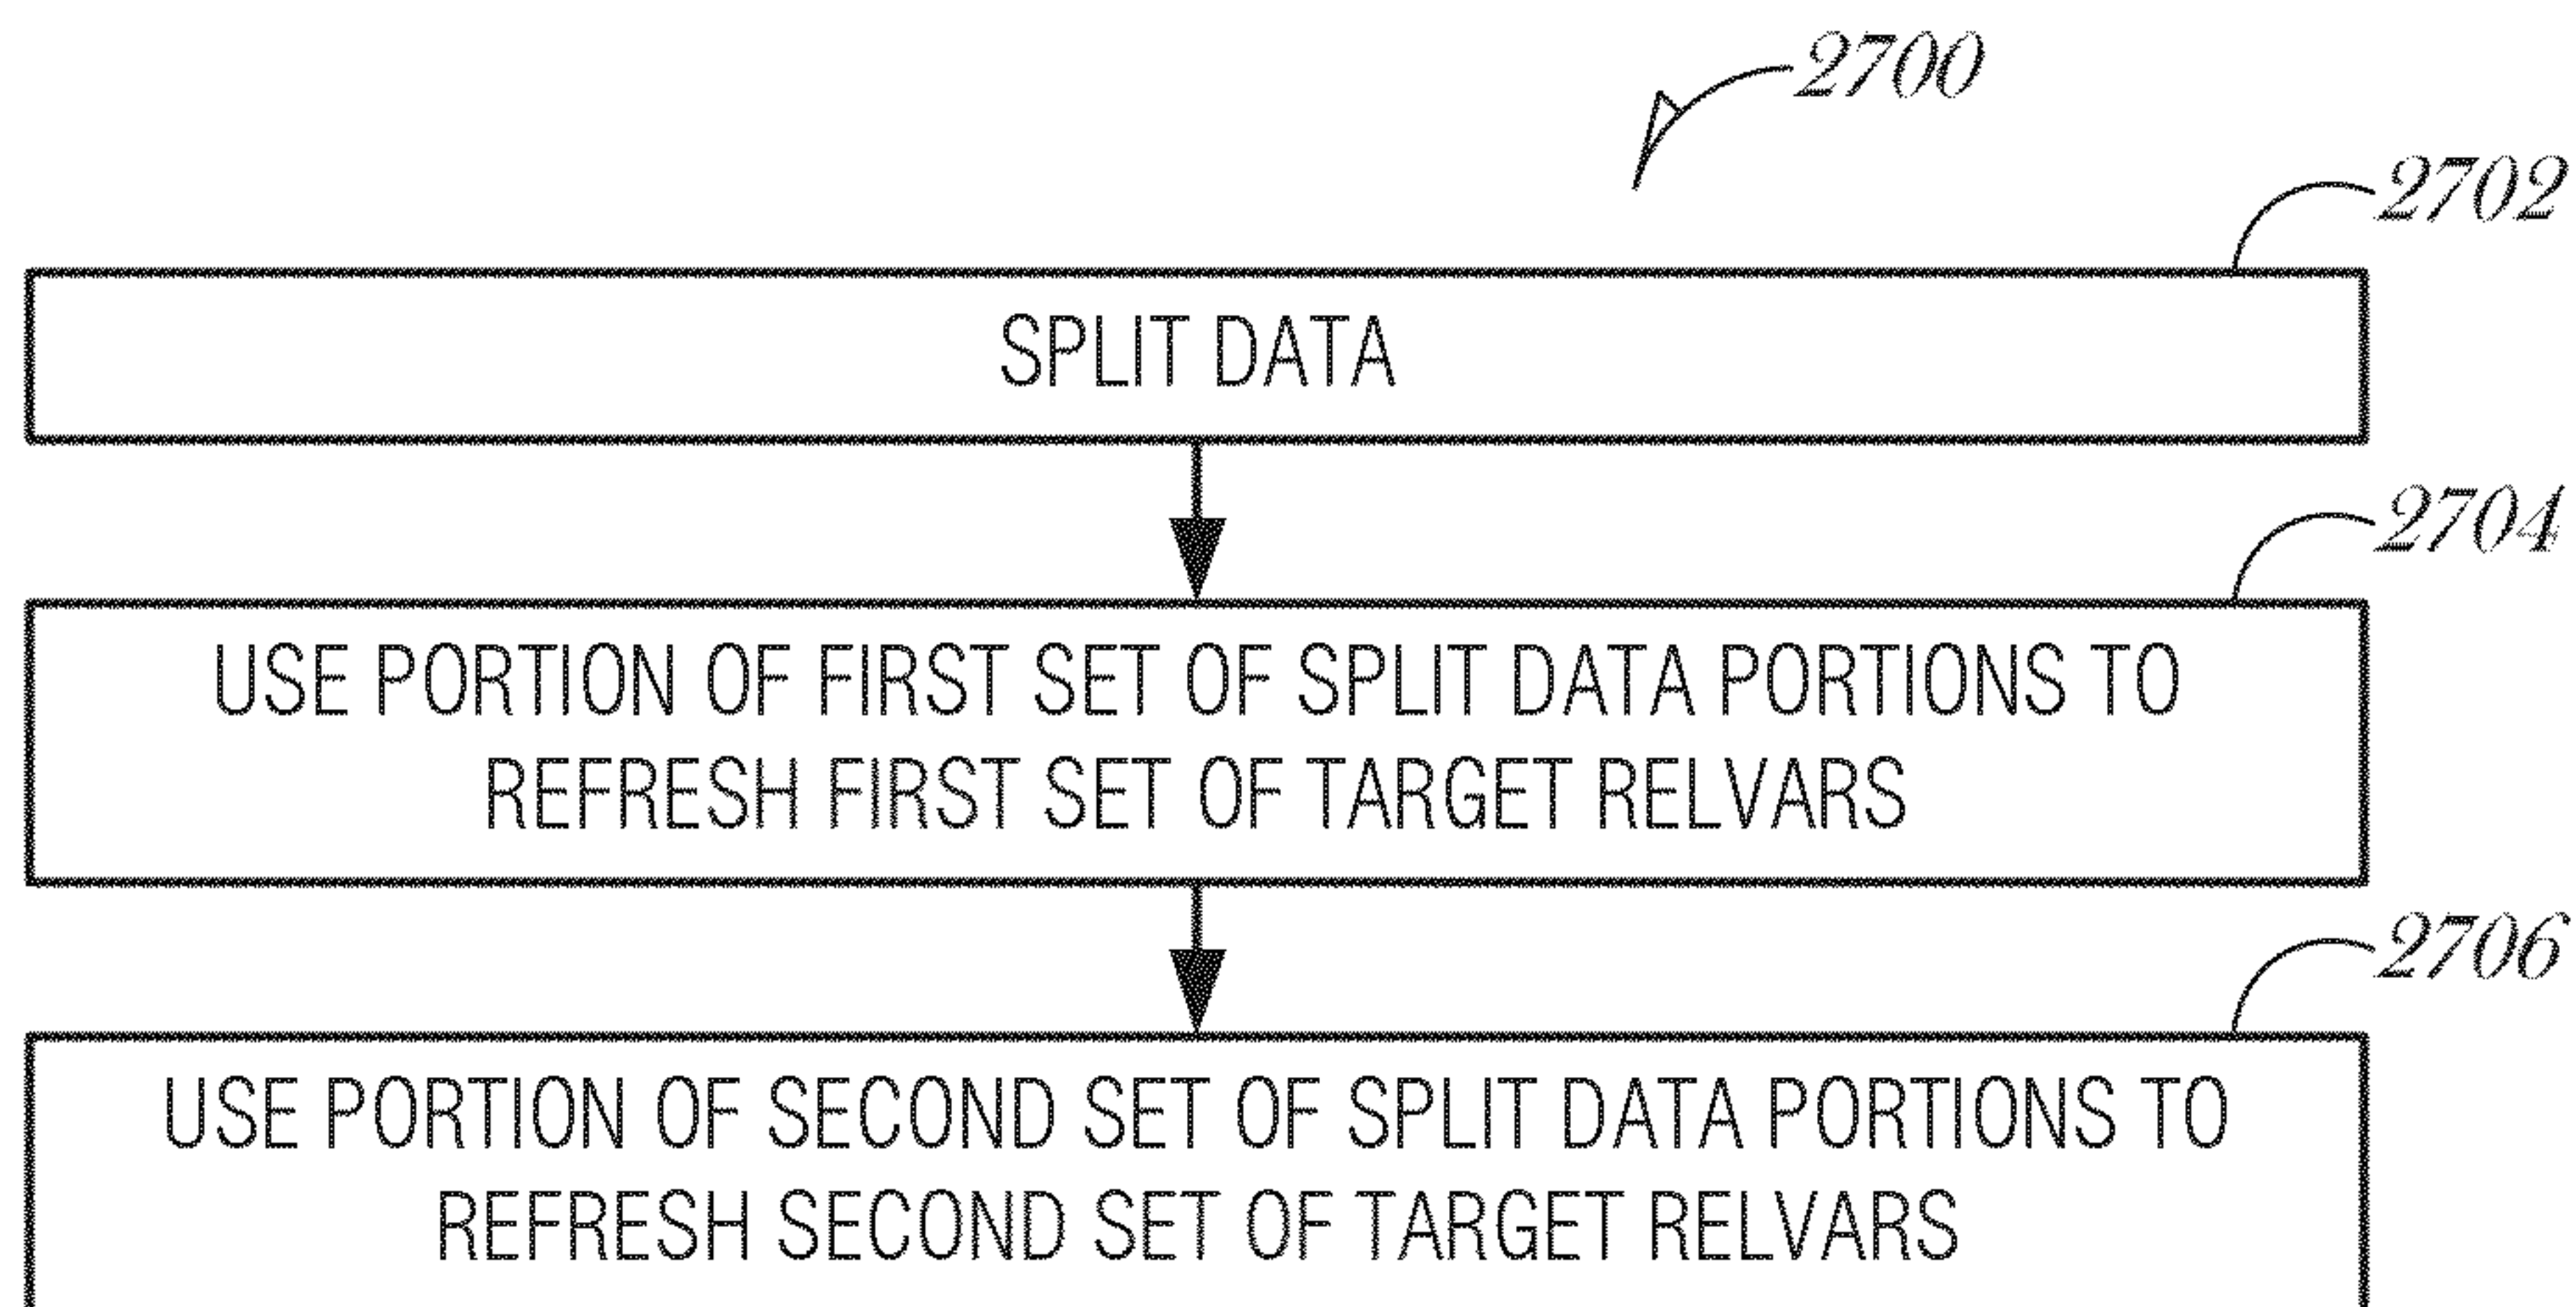 2700
2702
SPLIT DATA
2704
USE PORTION OF FIRST SET OF SPLIT DATA PORTIONS TO
REFRESH FIRST SET OF TARGET RELVARS
2706
USE PORTION OF SECOND SET OF SPLIT DATA PORTIONS TO
REFRESH SECOND SET OF TARGET RELVARS